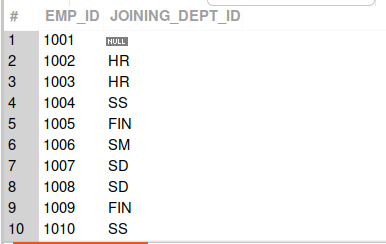 # EMP_ID JOINING_DEPT_ID
1 1001 NULL
2 1002 HR
3 1003 HR
4 1004 SS
5 1005 FIN
6 1006 SM
7 1007 SD
8 1008 SD
9 1009 FIN
10 1010 SS